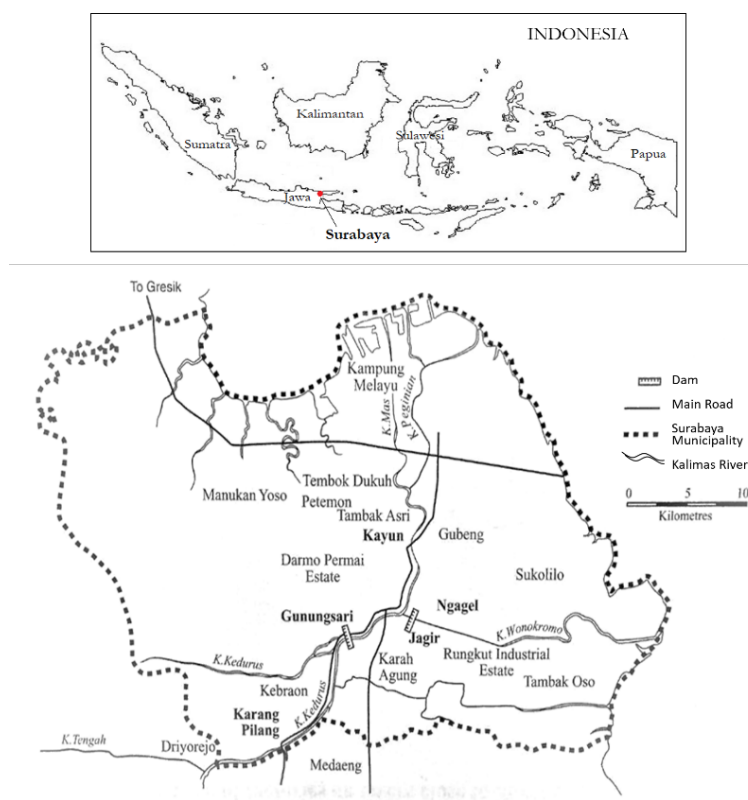 INDONESIA
Kalimantan
Sumatra
Sulawesi
Papua
Jawa
Surabaya
To Gresik
Kampung
Melayu
K.Mas
K.Peginian
Dam
Main Road
Surabaya
Municipality
Kalimas River
0 5 10
Kilometres
Manukan Yoso
Tembok Dukuh
Petemon
Tambak Asri
Kayun
Gubeng
Darmo Permai
Estate
Sukolilo
Gunungsari
Ngagel
Jagir
K.Wonokromo
K.Kedurus
Karah
Agung
Rungkut Industrial
Estate
Tambak Oso
Kebraon
K.Kedurus
Karang
Pilang
K.Tengah
Driyorejo
Medaeng